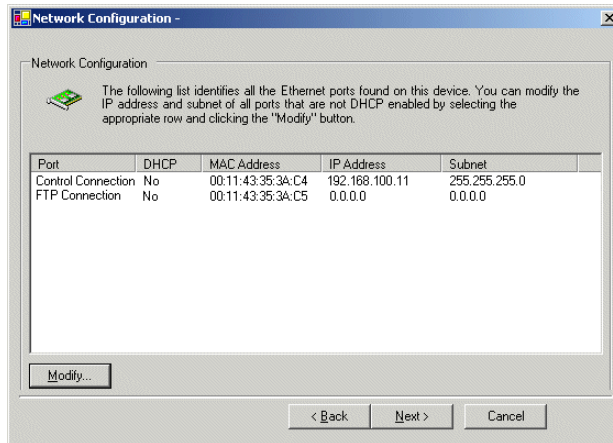 Network Configuration -
Network Configuration
The following list identifies all the Ethernet ports found on this device. You can modify the
IP address and subnet of all ports that are not DHCP enabled by selecting the
appropriate row and clicking the "Modify" button.
Port DHCP MAC Address IP Address Subnet
Control Connection No 00:11:43:35:3A:C4 192.168.100.11 255.255.255.0
FTP Connection No 00:11:43:35:3A:C5 0.0.0.0 0.0.0.0
Modify...
< Back Next > Cancel